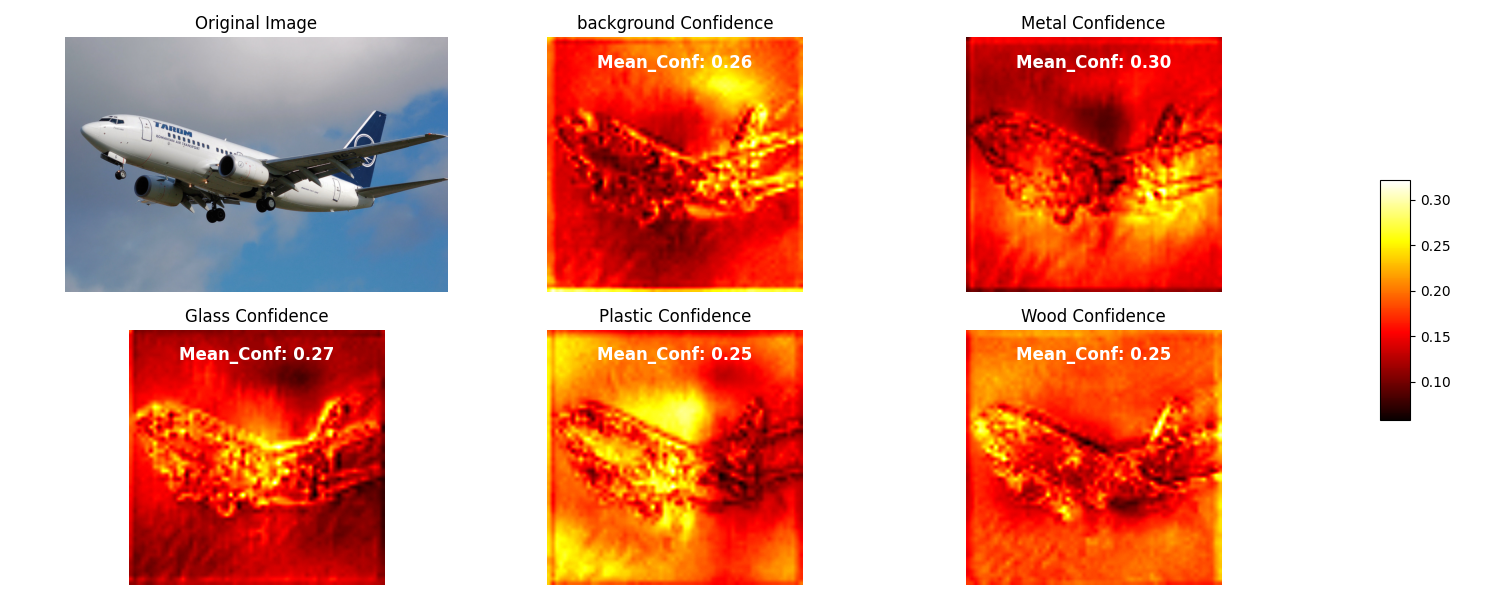 Original Image
background Confidence
Metal Confidence
Mean_Conf: 0.26
Mean_Conf: 0.30
TAROM
0.30
0.25
0.20
0.15
0.10
Glass Confidence
Plastic Confidence
Wood Confidence
Mean_Conf: 0.27
Mean_Conf: 0.25
Mean_Conf: 0.25